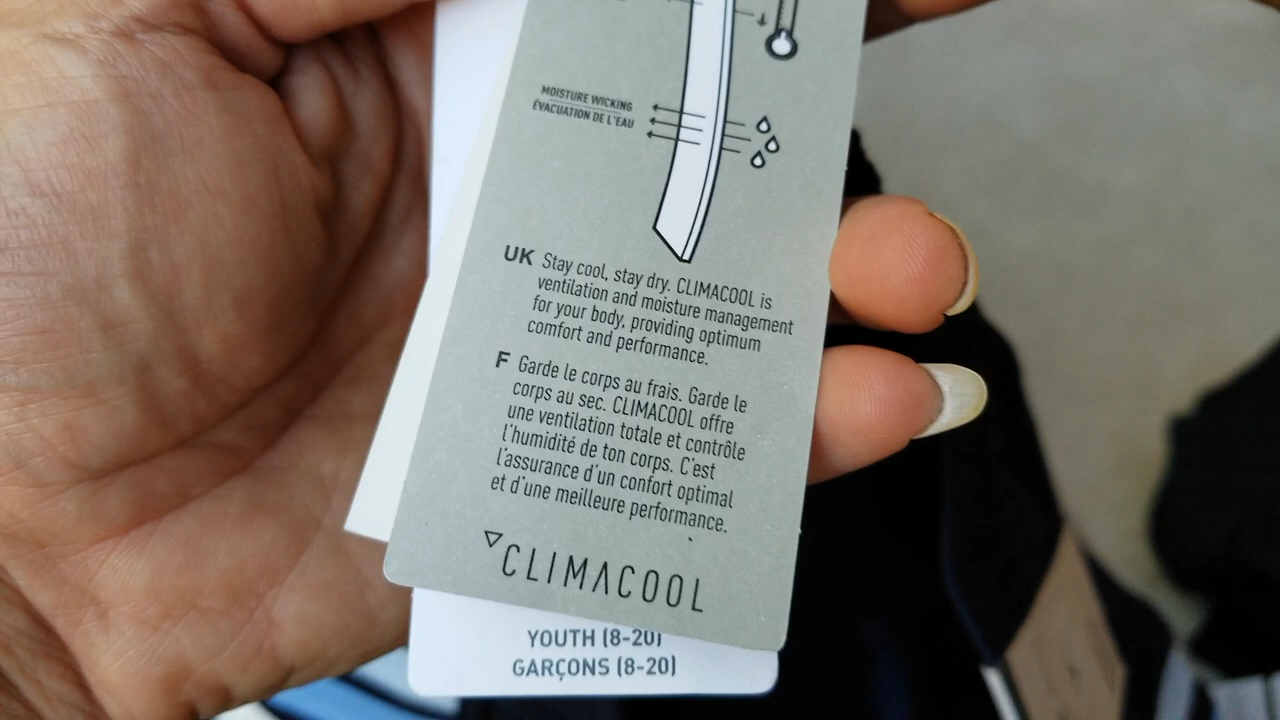 MOISTURE WICKING
ÉVACUATION DE L'EAU
UK Stay cool, stay dry. CLIMACOOL is
ventilation and moisture management
for your body, providing optimum
comfort and performance.
F Garde le corps au frais. Garde le
corps au sec. CLIMACOOL offre
une ventilation totale et contrôle
l'humidité de ton corps. C'est
l'assurance d'un confort optimal
et d'une meilleure performance.
CLIMACOOL
YOUTH (8-20)
GARÇONS (8-20)